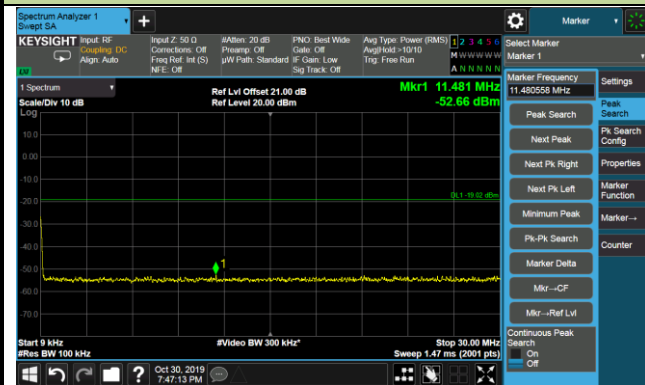 Spectrum Analyzer 1
Swept SA
+
Marker
KEYSIGHT
Input: RF
Coupling: DC
Align: Auto
Input Z: 50 Ω
Corrections: Off
Freq Ref: Int (S)
NFE: Off
#Atten: 20 dB
Preamp: Off
µW Path: Standard
PNO: Best Wide
Gate: Off
IF Gain: Low
Sig Track: Off
Avg Type: Power (RMS)
Avg|Hold:>10/10
Trig: Free Run
1 2 3 4 5 6
M W W W W W
A N N N N N
Select Marker
Marker 1
1 Spectrum
Scale/Div 10 dB
Log
Ref Lvl Offset 21.00 dB
Ref Level 20.00 dBm
Mkr1 11.481 MHz
-52.66 dBm
10.0
0.00
-10.0
-20.0
-30.0
-40.0
-50.0
-60.0
-70.0
DL1 -19.02 dBm
1
Start 9 kHz
#Res BW 100 kHz
#Video BW 300 kHz*
Stop 30.00 MHz
Sweep 1.47 ms (2001 pts)
Marker Frequency
11.480558 MHz
Peak Search
Next Peak
Next Pk Right
Next Pk Left
Minimum Peak
Pk-Pk Search
Marker Delta
Mkr→CF
Mkr→Ref Lvl
Continuous Peak
Search
On
Off
Settings
Peak
Search
Pk Search
Config
Properties
Marker
Function
Marker→
Counter
?
Oct 30, 2019
7:47:13 PM